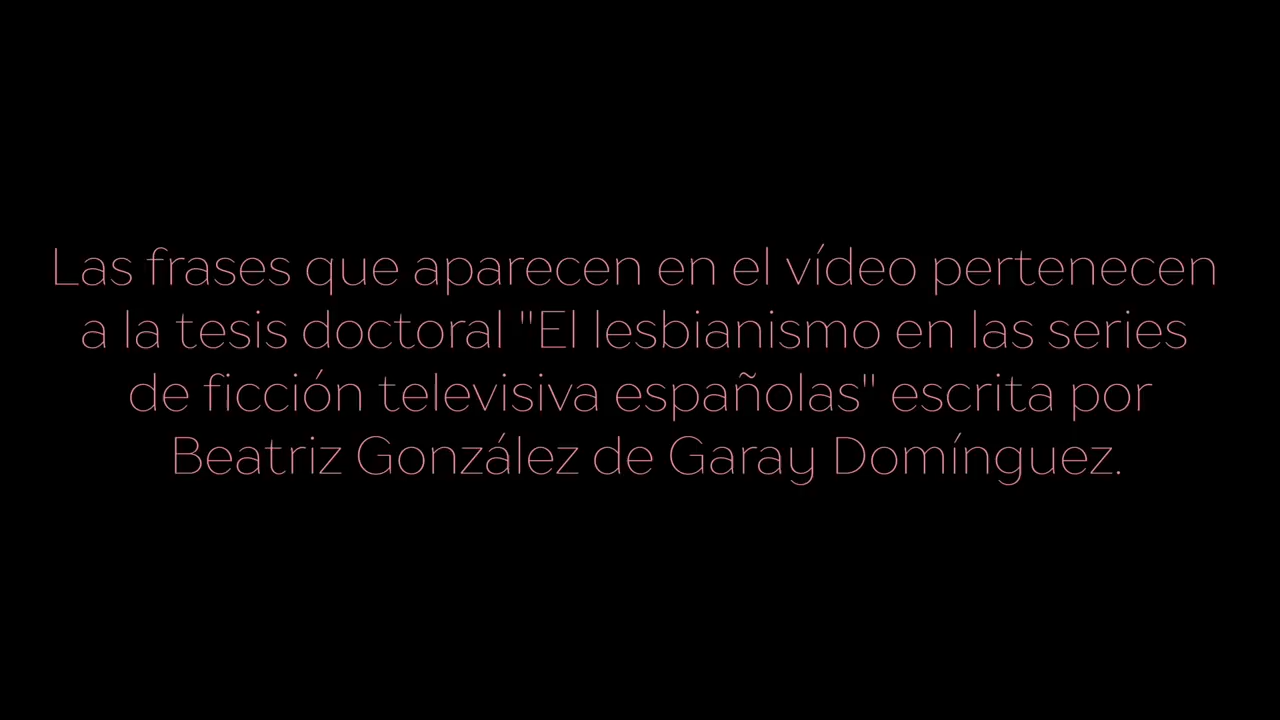 Las frases que aparecen en el vídeo pertenecen
a la tesis doctoral "El lesbianismo en las series
de ficción televisiva españolas" escrita por
Beatriz González de Garay Domínguez.